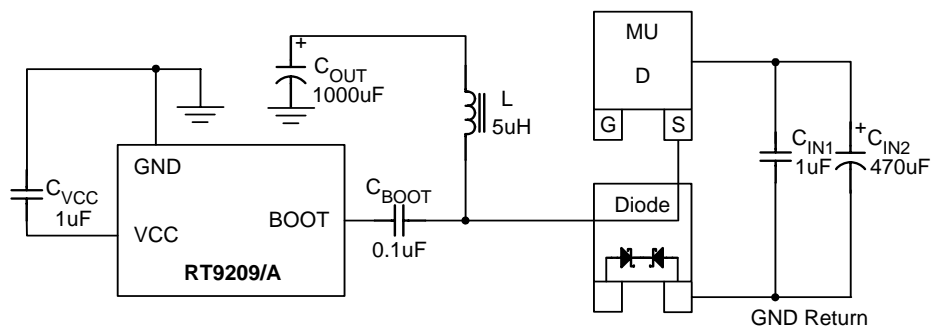 MU
D
G
S
+
C_OUT
1000uF
L
5uH
C_IN1
1uF
+
C_IN2
470uF
GND
C_VCC
1uF
VCC
BOOT
C_BOOT
0.1uF
Diode
RT9209/A
GND Return